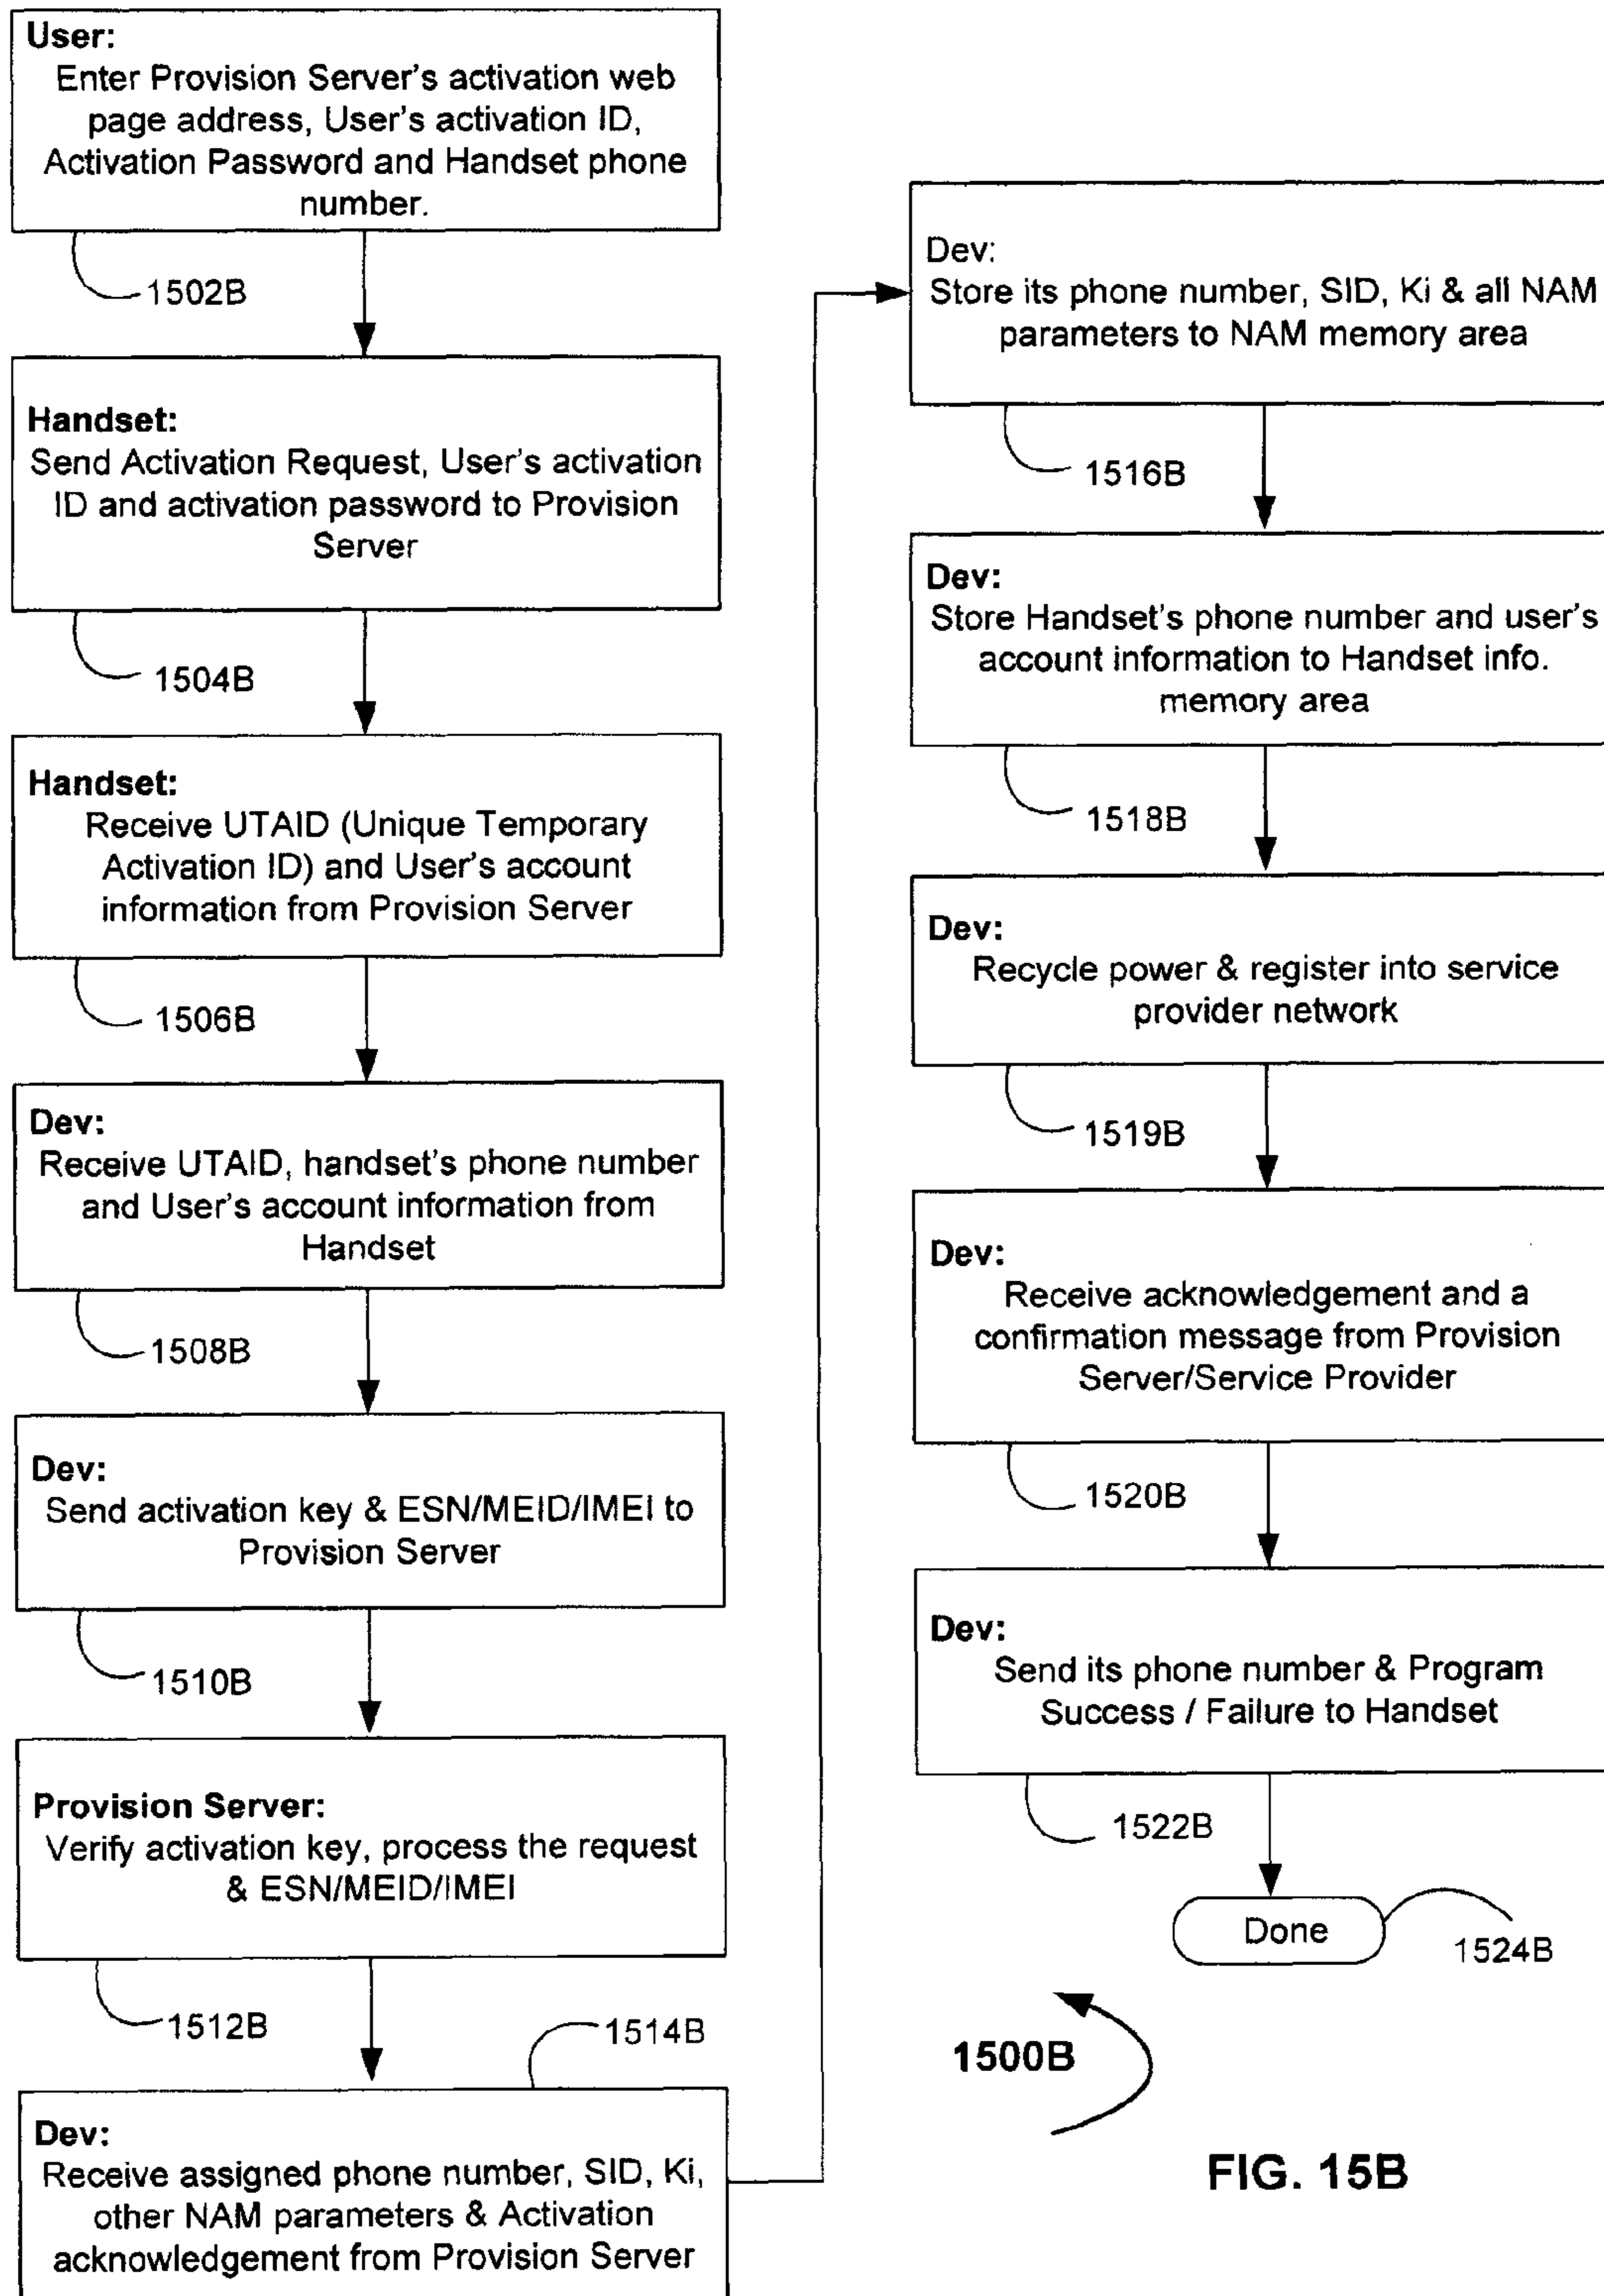 User:
Enter Provision Server's activation web
page address, User's activation ID,
Activation Password and Handset phone
number.
1502B
Handset:
Send Activation Request, User's activation
ID and activation password to Provision
Server
1504B
Handset:
Receive UTAID (Unique Temporary
Activation ID) and User's account
information from Provision Server
1506B
Dev:
Receive UTAID, handset's phone number
and User's account information from
Handset
1508B
Dev:
Send activation key & ESN/MEID/IMEI to
Provision Server
1510B
Provision Server:
Verify activation key, process the request
& ESN/MEID/IMEI
1512B
1514B
Dev:
Receive assigned phone number, SID, Ki,
other NAM parameters & Activation
acknowledgement from Provision Server
Dev:
Store its phone number, SID, Ki & all NAM
parameters to NAM memory area
1516B
Dev:
Store Handset's phone number and user's
account information to Handset info.
memory area
1518B
Dev:
Recycle power & register into service
provider network
1519B
Dev:
Receive acknowledgement and a
confirmation message from Provision
Server/Service Provider
1520B
Dev:
Send its phone number & Program
Success / Failure to Handset
1522B
Done
1524B
1500B
FIG. 15B